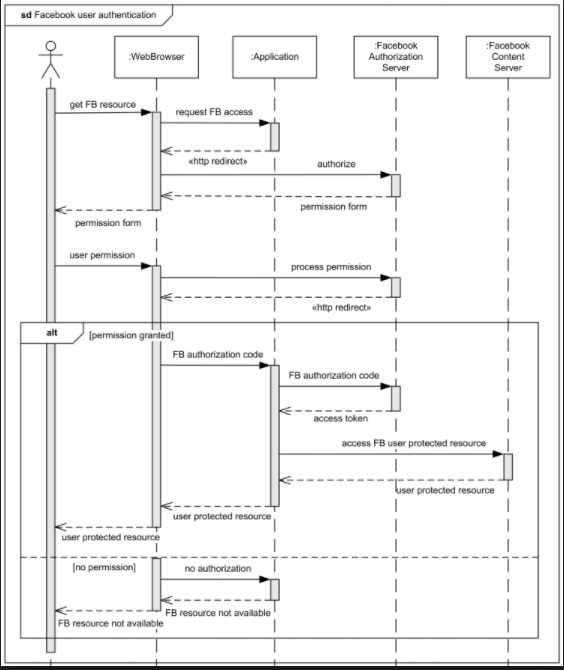 sd Facebook user authentication
:WebBrowser
:Application
:Facebook
Authorization
Server
:Facebook
Content
Server
get FB resource
request FB access
«http redirect»
authorize
permission form
permission form
user permission
process permission
«http redirect»
alt
[permission granted]
FB authorization code
FB authorization code
access token
access FB user protected resource
user protected resource
user protected resource
user protected resource
[no permission]
no authorization
FB resource not available
FB resource not available